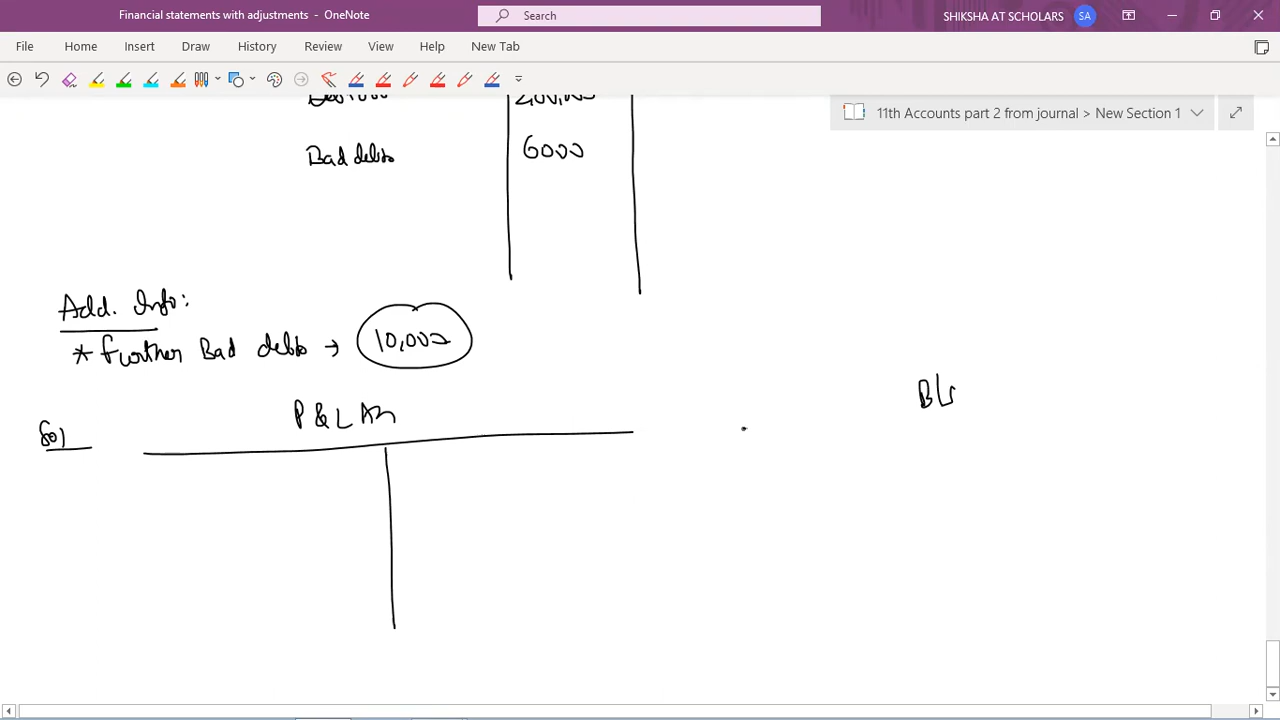 Financial statements with adjustments - OneNote
Search
SHIKSHA AT SCHOLARS SA
File Home Insert Draw History Review View Help New Tab
11th Accounts part 2 from journal > New Section 1
Bad debts 6000
Add. Info:
* Further Bad debts → 10,000
Sol P & L A/c
B/S